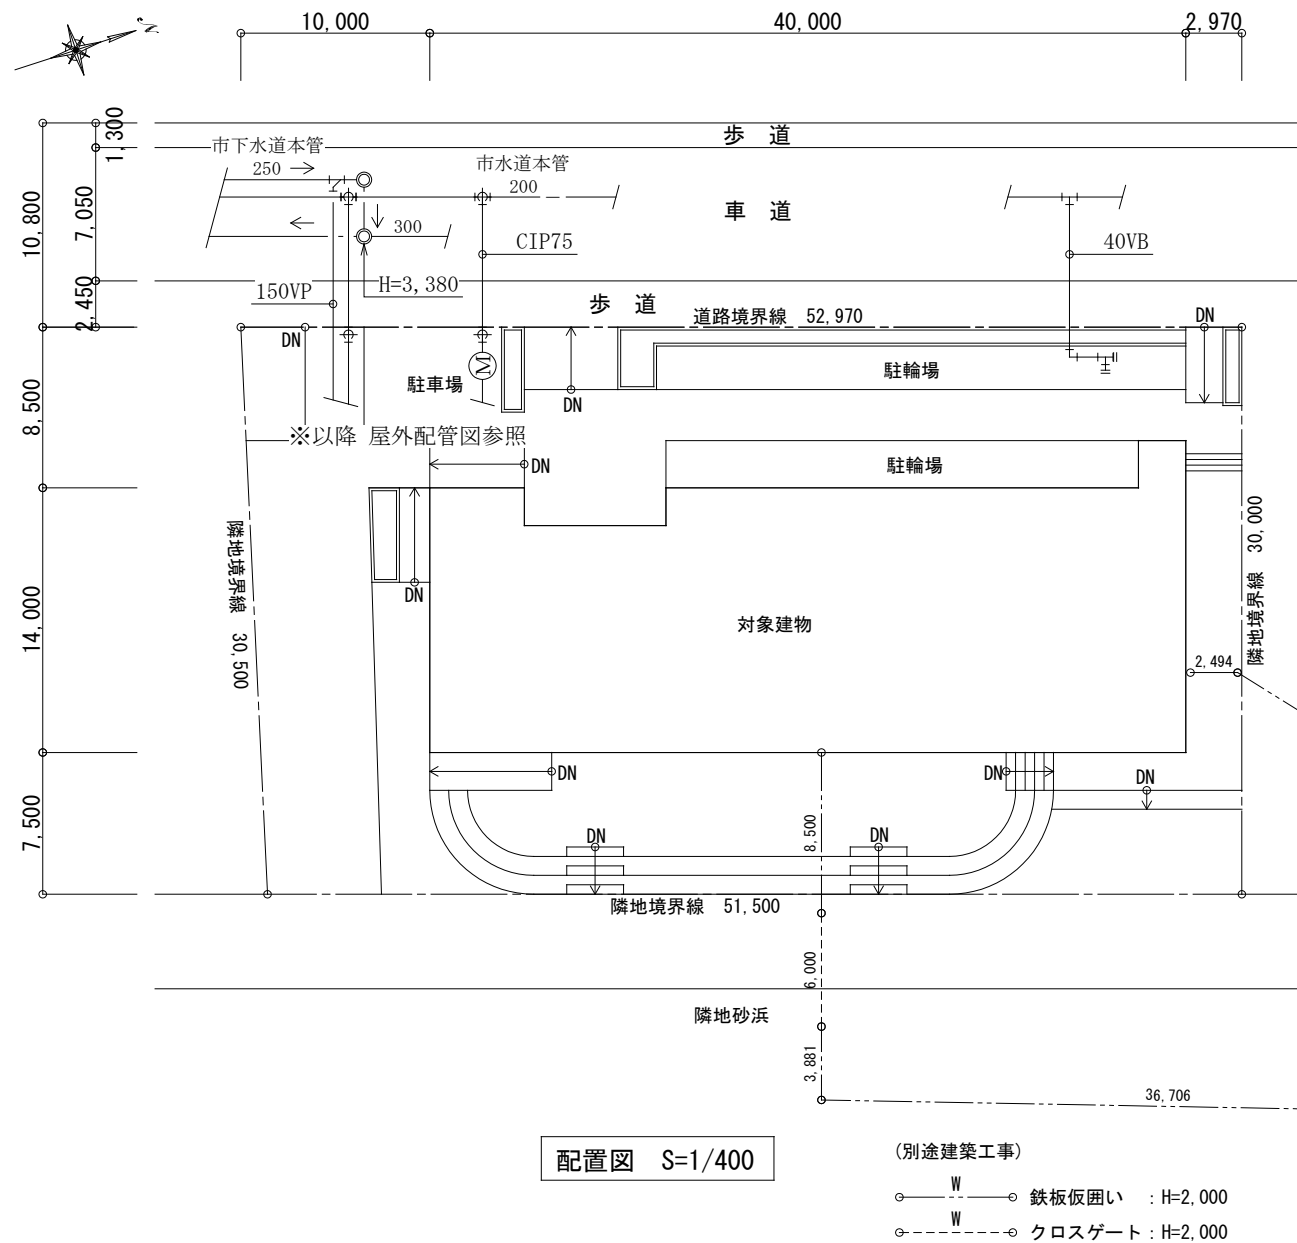 10,000
40,000
2,970
N
1,300
歩 道
市下水道本管
250
市水道本管
200
10,800
7,050
車 道
300
CIP75
40VB
2,450
150VP
H=3,380
歩 道
道路境界線 52,970
DN
DN
M
駐車場
駐輪場
DN
8,500
※以降 屋外配管図参照
DN
駐輪場
隣地境界線 30,500
隣地境界線 30,000
DN
14,000
対象建物
2,494
DN
DN
DN
7,500
DN
8,500
DN
隣地境界線 51,500
6,000
隣地砂浜
3,881
36,706
配置図 S=1/400
(別途建築工事)
W
鉄板仮囲い : H=2,000
W
クロスゲート : H=2,000